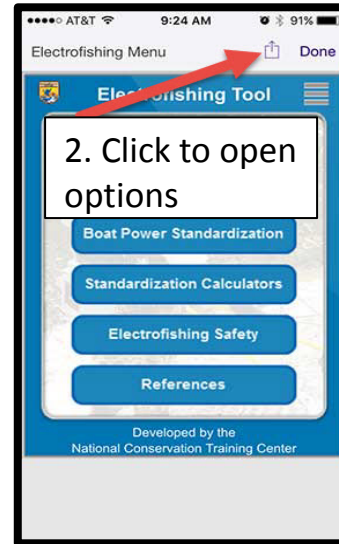 AT&T 9:24 AM 91%
Electrofishing Menu Done
Electrofishing Tool
2. Click to open
options
Boat Power Standardization
Standardization Calculators
Electrofishing Safety
References
Developed by the
National Conservation Training Center